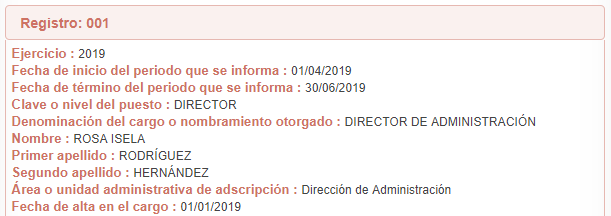 Registro: 001
Ejercicio : 2019
Fecha de inicio del periodo que se informa : 01/04/2019
Fecha de término del periodo que se informa : 30/06/2019
Clave o nivel del puesto : DIRECTOR
Denominación del cargo o nombramiento otorgado : DIRECTOR DE ADMINISTRACIÓN
Nombre : ROSA ISELA
Primer apellido : RODRÍGUEZ
Segundo apellido : HERNÁNDEZ
Área o unidad administrativa de adscripción : Dirección de Administración
Fecha de alta en el cargo : 01/01/2019